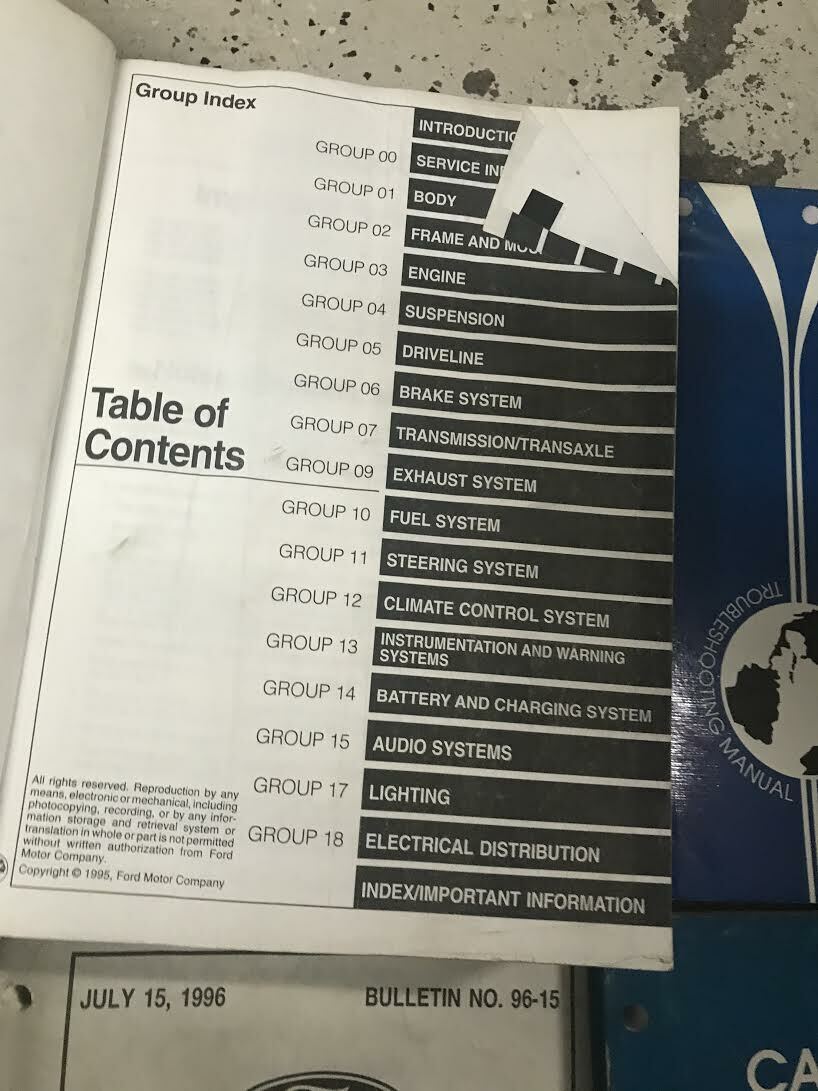 Group Index
GROUP 00
GROUP 01
BODY
GROUP 02
FRAME AND
GROUP 03
ENGINE
GROUP 04
SUSPENSION
GROUP 05
DRIVELINE
GROUP 06
BRAKE SYSTEM
GROUP 07
TRANSMISSION/TRANSAXLE
GROUP 09
EXHAUST SYSTEM
GROUP 10
FUEL SYSTEM
GROUP 11
STEERING SYSTEM
GROUP 12
CLIMATE CONTROL SYSTEM
GROUP 13
INSTRUMENTATION AND WARNING
SYSTEMS
GROUP 14
BATTERY AND CHARGING SYSTEM
GROUP 15
AUDIO SYSTEMS
GROUP 17
LIGHTING
GROUP 18
ELECTRICAL DISTRIBUTION
INDEX/IMPORTANT INFORMATION
INTRODUCTIO
SERVICE IN
Table of
Contents
All rights reserved. Reproduction by any
means, electronic or mechanical, including
photocopying, recording, or by any infor-
mation storage and retrieval system or
translation in whole or part is not permitted
without written authorization from Ford
Motor Company.
Copyright © 1995, Ford Motor Company
TROUBLESHOOTING MANUAL
JULY 15, 1996
BULLETIN NO. 96-15
CA